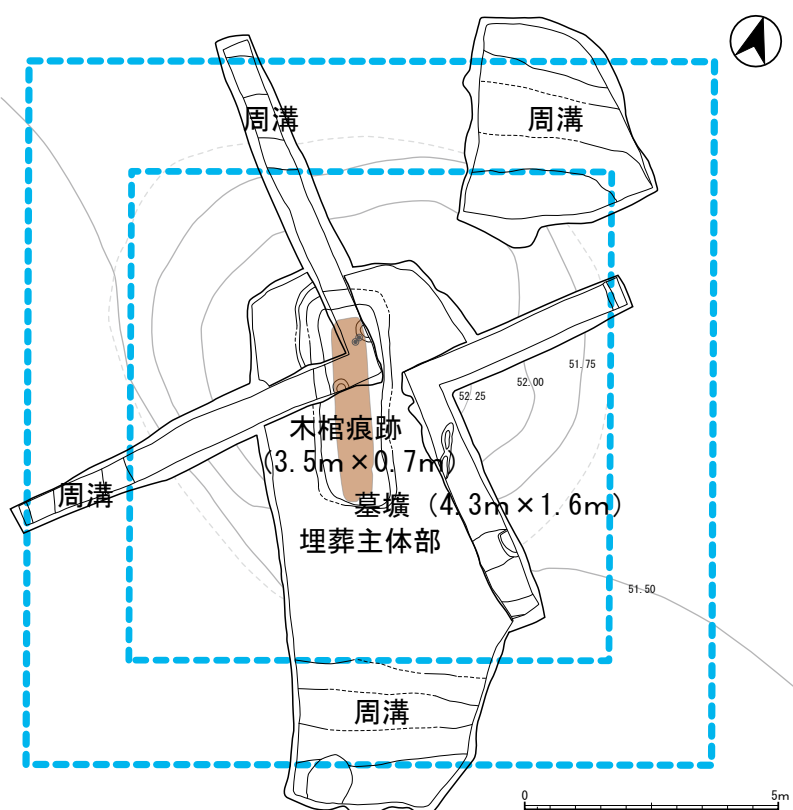 周溝
周溝
51.75
52.00
52.25
木棺痕跡
(3.5m×0.7m)
周溝
墓壙（4.3m×1.6m）
埋葬主体部
51.50
周溝
0
5m